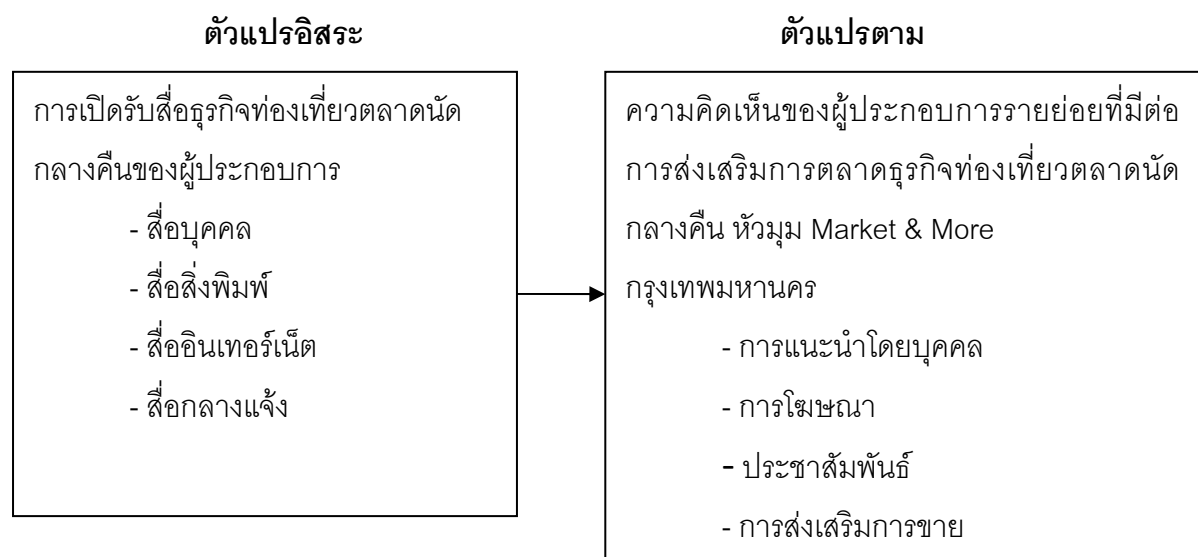 ตัวแปรอิสระ
การเปิดรับสื่อธุรกิจท่องเที่ยวตลาดนัด
กลางคืนของผู้ประกอบการ
- สื่อบุคคล
- สื่อสิ่งพิมพ์
- สื่ออินเทอร์เน็ต
- สื่อกลางแจ้ง
ตัวแปรตาม
ความคิดเห็นของผู้ประกอบการรายย่อยที่มีต่อ
การส่งเสริมการตลาดธุรกิจท่องเที่ยวตลาดนัด
กลางคืน หัวมุม Market & More
กรุงเทพมหานคร
- การแนะนำโดยบุคคล
- การโฆษณา
- ประชาสัมพันธ์
- การส่งเสริมการขาย